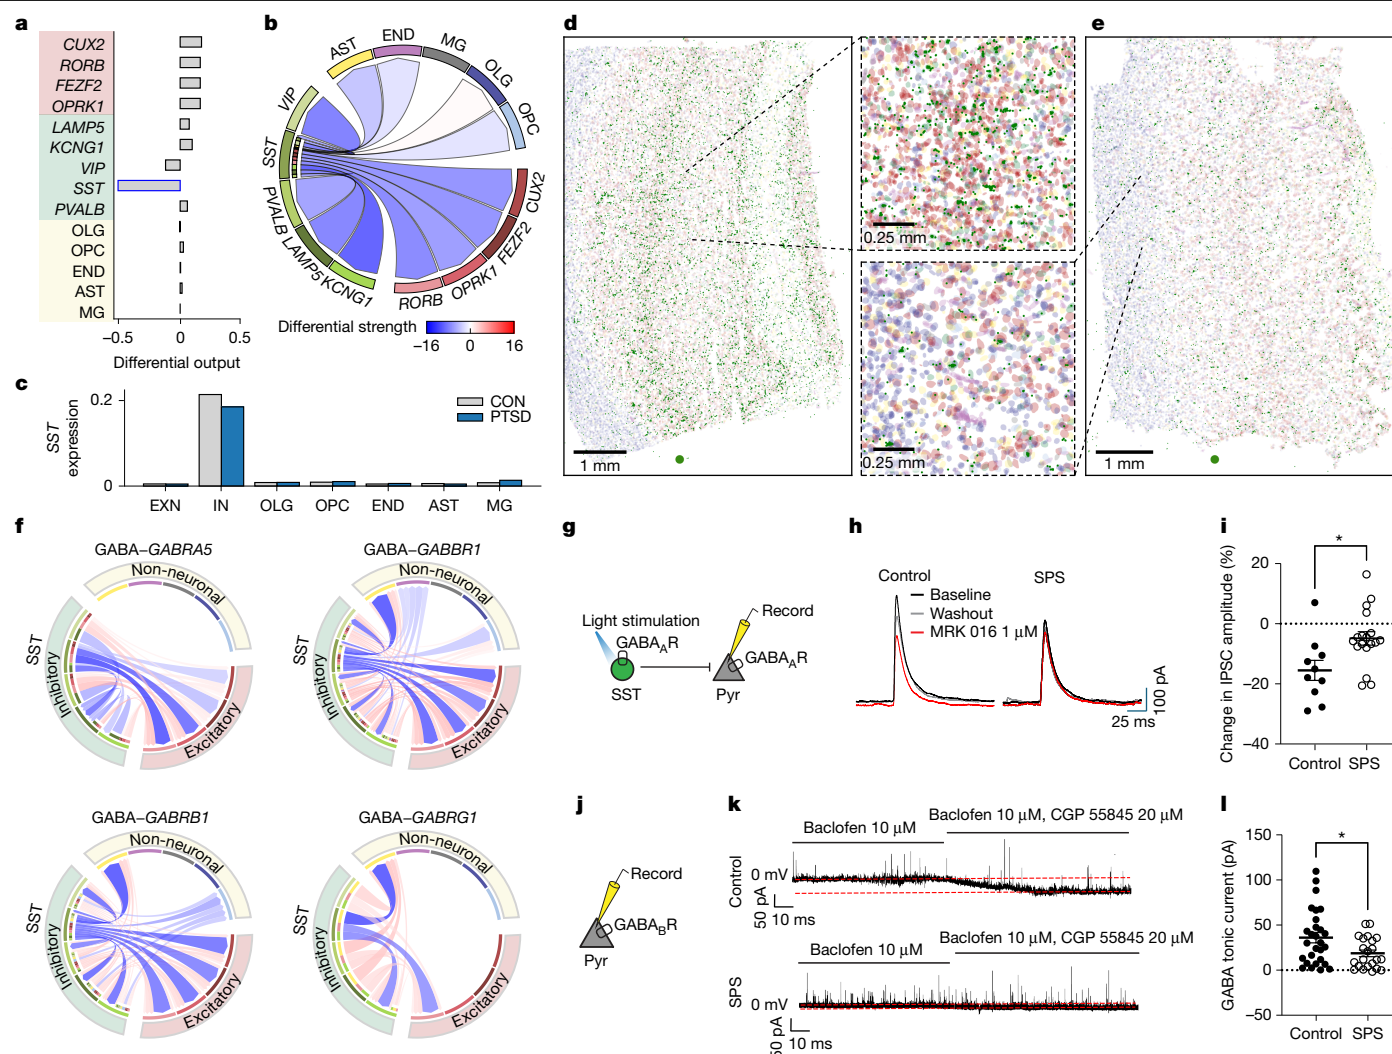 a
CUX2
RORB
FEZF2
OPRK1
LAMP5
KCNG1
VIP
SST
PVALB
OLG
OPC
END
AST
MG
−0.5
0
0.5
Differential output
b
AST
END
MG
OLG
OPC
VIP
SST
PVALB
LAMP5
KCNG1
RORB
OPRK1
FEZF2
CUX2
Differential strength
−16
0
16
c
SST
expression
0.2
0
CON
PTSD
EXN
IN
OLG
OPC
END
AST
MG
d
1 mm
0.25 mm
0.25 mm
e
1 mm
f
GABA–GABRA5
Non-neuronal
SST
Inhibitory
Excitatory
GABA–GABBR1
Non-neuronal
SST
Inhibitory
Excitatory
GABA–GABRB1
Non-neuronal
SST
Inhibitory
Excitatory
GABA–GABRG1
Non-neuronal
SST
Inhibitory
Excitatory
g
Light stimulation
GABAAR
SST
Record
GABAAR
Pyr
h
Control
SPS
Baseline
Washout
MRK 016 1 μM
100 pA
25 ms
i
Change in IPSC amplitude (%)
20
0
−20
−40
*
Control
SPS
j
Record
GABABR
Pyr
k
Baclofen 10 μM
Baclofen 10 μM, CGP 55845 20 μM
Control
0 mV
50 pA
10 ms
Baclofen 10 μM
Baclofen 10 μM, CGP 55845 20 μM
SPS
0 mV
50 pA
10 ms
l
GABA tonic current (pA)
150
100
50
0
−50
*
Control
SPS